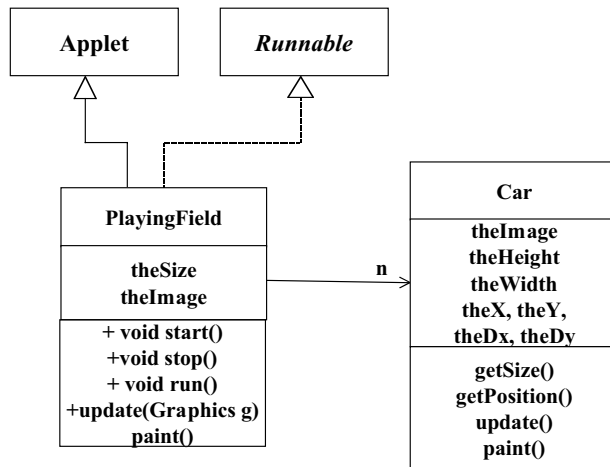 Applet
Runnable
PlayingField
theSize
theImage
+ void start()
+void stop()
+ void run()
+update(Graphics g)
paint()
n
Car
theImage
theHeight
theWidth
theX, theY,
theDx, theDy
getSize()
getPosition()
update()
paint()